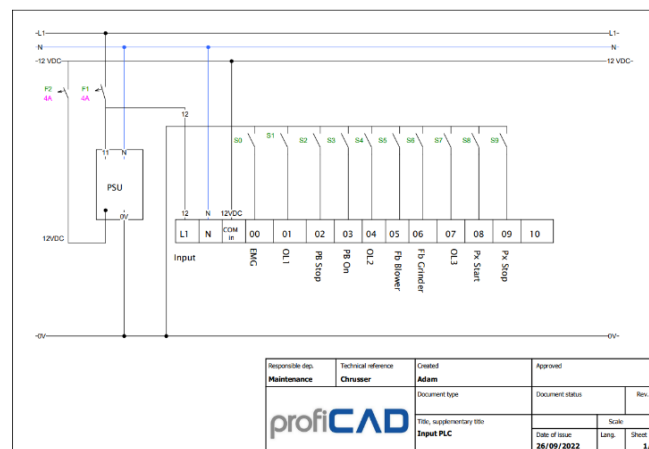 L1
L1
N
N
12 VDC
12 VDC
F2
4A
F1
4A
12
S0
S1
S2
S3
S4
S5
S6
S7
S8
S9
11
N
PSU
0V
12VDC
12
N
12VDC
L1
N
COM
in
00
01
02
03
04
05
06
07
08
09
10
Input
EMG
OL1
PB Stop
PB On
OL2
Fb Blower
Fb Grinder
OL3
Px Start
Px Stop
0V
0V
Responsible dep.
Maintenance
Technical reference
Chrusser
Created
Adam
Approved
Document type
Document status
Rev.
profiCAD
Title, supplementary title
Input PLC
Scale
Date of issue
26/09/2022
Lang.
Sheet